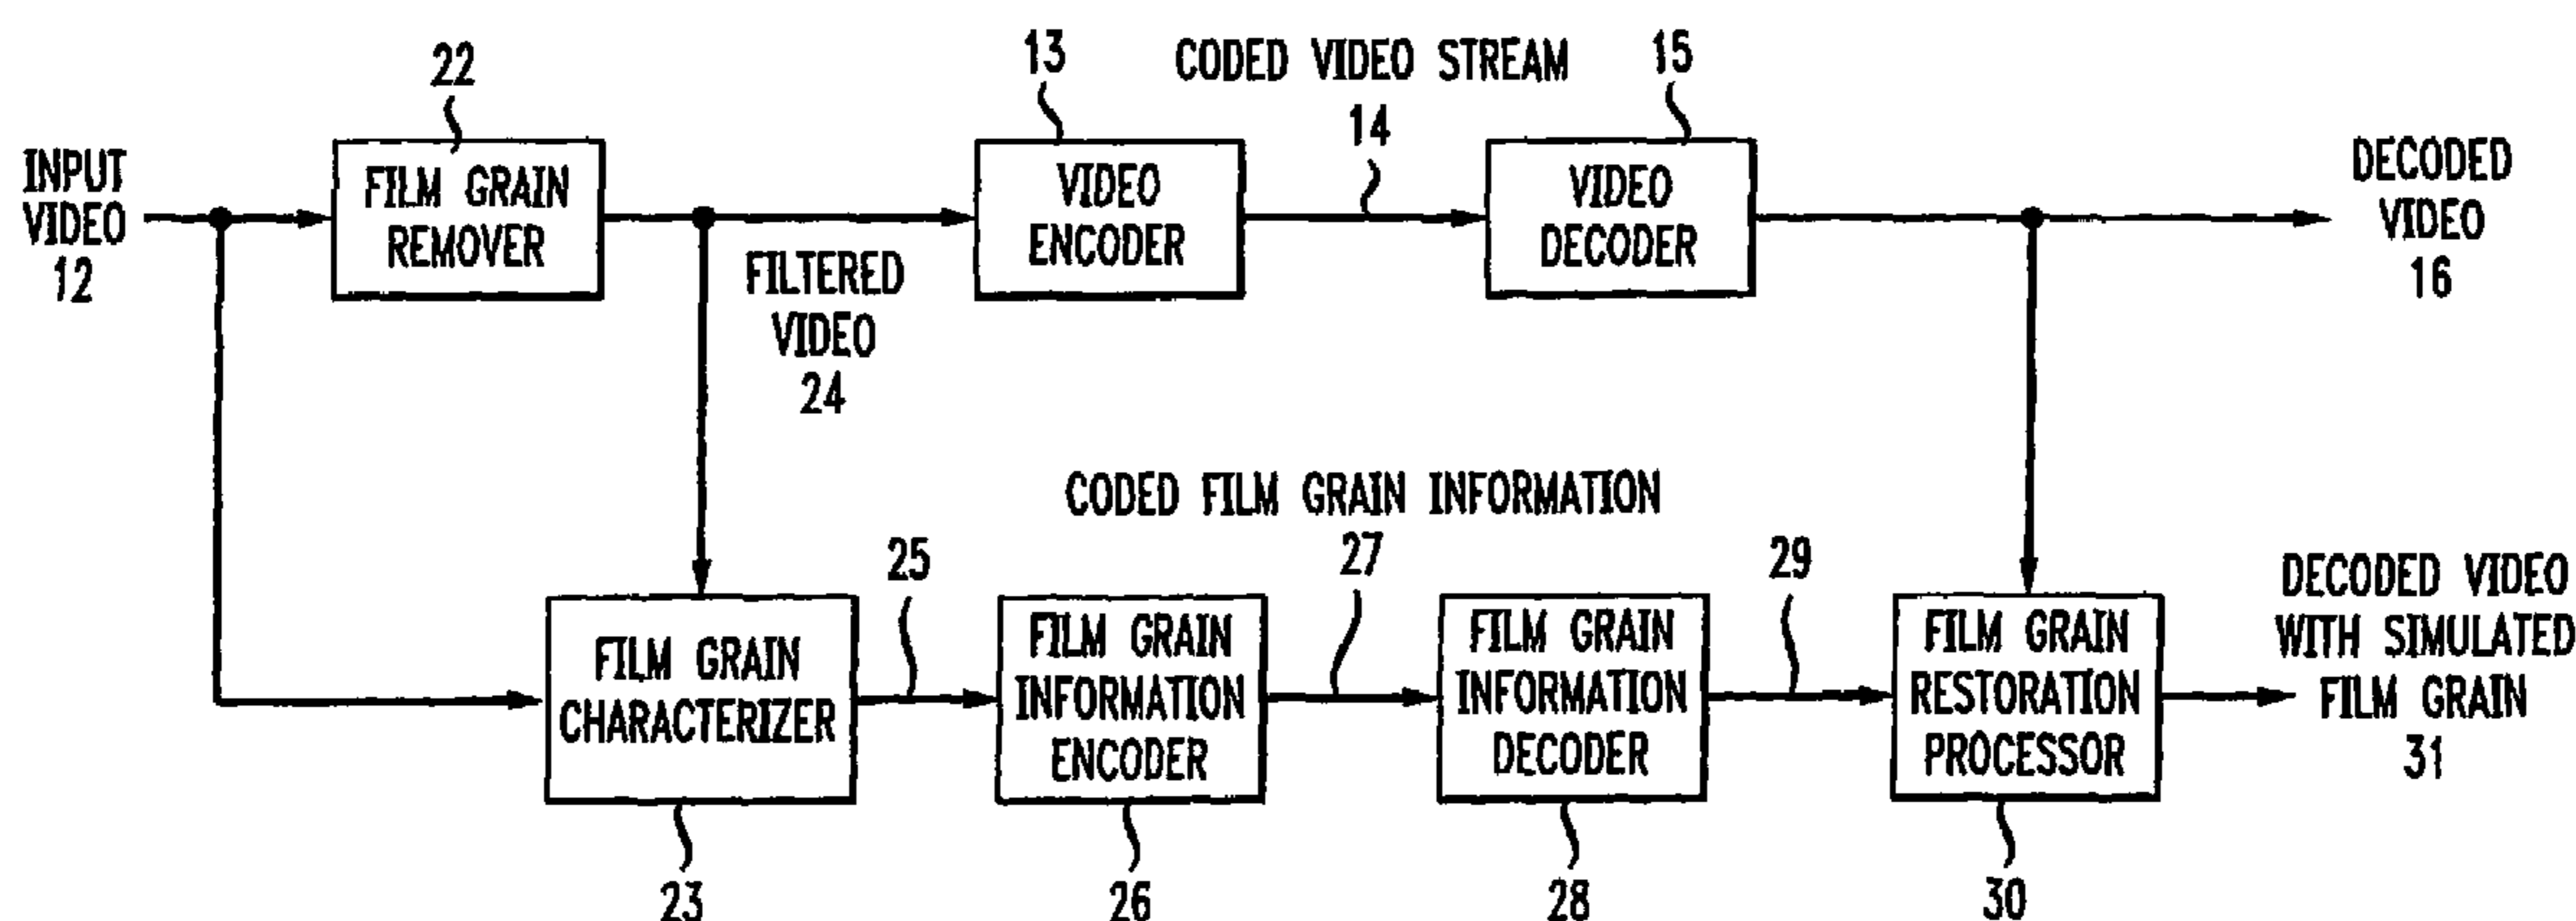 22
13
CODED VIDEO STREAM
14
15
INPUT
VIDEO
12
FILM GRAIN
REMOVER
FILTERED
VIDEO
24
VIDEO
ENCODER
VIDEO
DECODER
DECODED
VIDEO
16
CODED FILM GRAIN INFORMATION
25
27
29
FILM GRAIN
CHARACTERIZER
FILM GRAIN
INFORMATION
ENCODER
FILM GRAIN
INFORMATION
DECODER
FILM GRAIN
RESTORATION
PROCESSOR
DECODED VIDEO
WITH SIMULATED
FILM GRAIN
31
23
26
28
30